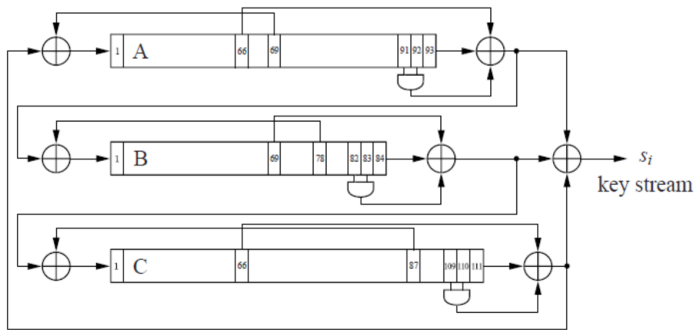 1 A 66 69 91 92 93
1 B 69 78 82 83 84
s_i
key stream
1 C 66 87 109 110 111